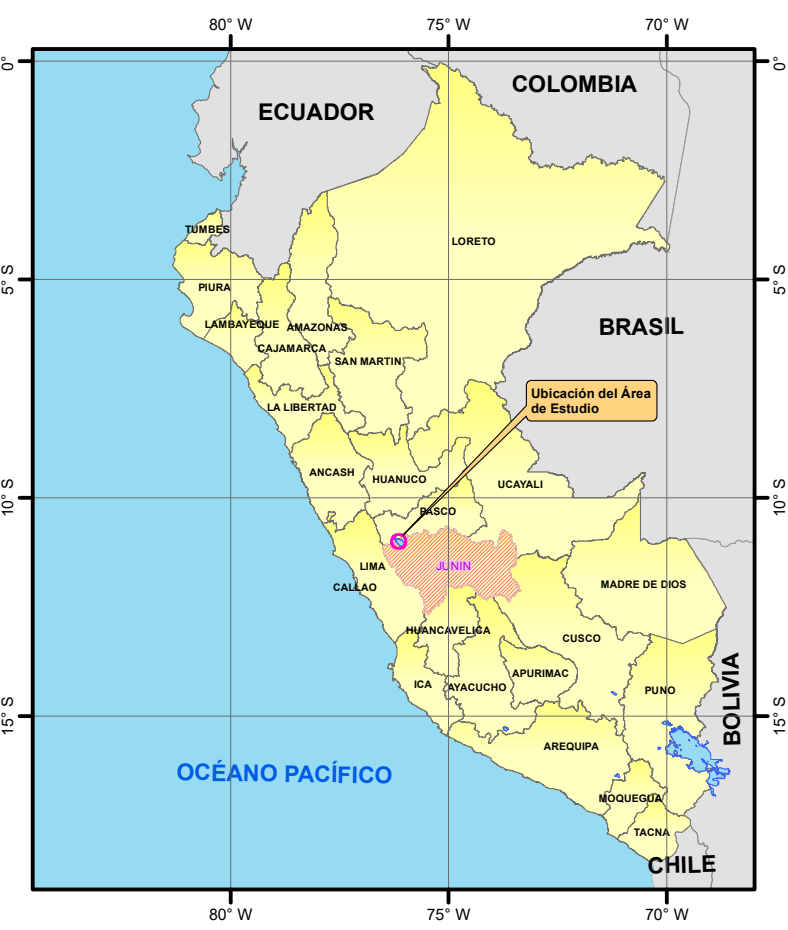 80° W
75° W
70° W
0°
0°
COLOMBIA
ECUADOR
TUMBES
LORETO
5° S
5° S
PIURA
LAMBAYEQUE
AMAZONAS
BRASIL
CAJAMARCA
SAN MARTIN
Ubicación del Área
de Estudio
LA LIBERTAD
ANCASH
HUANUCO
UCAYALI
10° S
10° S
PASCO
LIMA
JUNIN
CALLAO
MADRE DE DIOS
HUANCAVELICA
CUSCO
APURIMAC
ICA
AYACUCHO
PUNO
BOLIVIA
15° S
15° S
AREQUIPA
OCÉANO PACÍFICO
MOQUEGUA
TACNA
CHILE
80° W
75° W
70° W